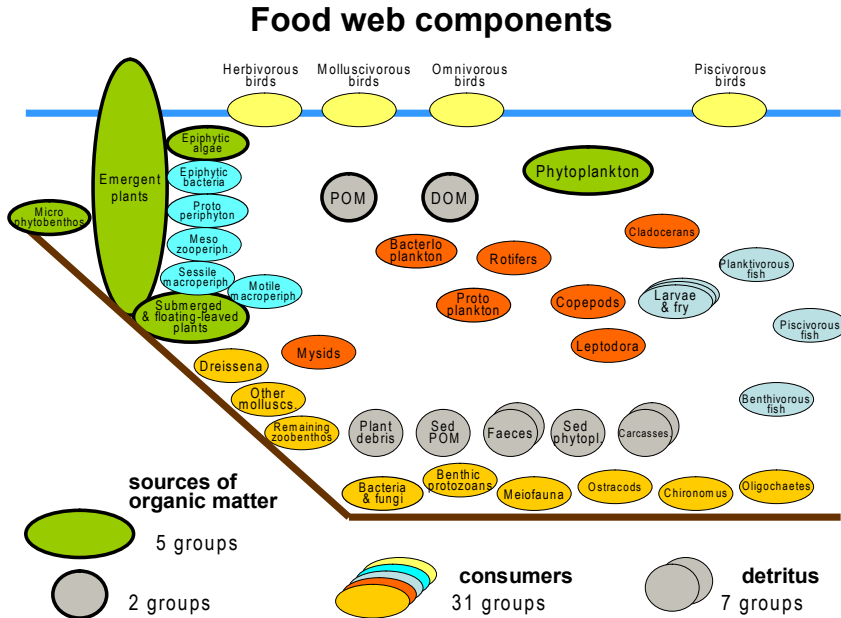 Food web components
Herbivorous
birds
Molluscivorous
birds
Omnivorous
birds
Piscivorous
birds
Epiphytic
algae
Emergent
plants
Epiphytic
bacteria
Proto
periphyton
Micro
phytobenthos
Meso
zooperiph.
Sessile
macroperiph
Motile
macroperiph
Submerged
& floating-leaved
plants
POM
DOM
Phytoplankton
Bacterlo
plankton
Rotifers
Cladocerans
Planktivorous
fish
Proto
plankton
Copepods
Larvae
& fry
Piscivorous
fish
Leptodora
Mysids
Dreissena
Other
molluscs.
Benthivorous
fish
Remaining
zoobenthos
Plant
debris
Sed
POM
Faeces
Sed
phytopl.
Carcasses.
Bacteria
& fungi
Benthic
protozoans
Meiofauna
Ostracods
Chironomus
Oligochaetes
sources of
organic matter
5 groups
2 groups
consumers
31 groups
detritus
7 groups